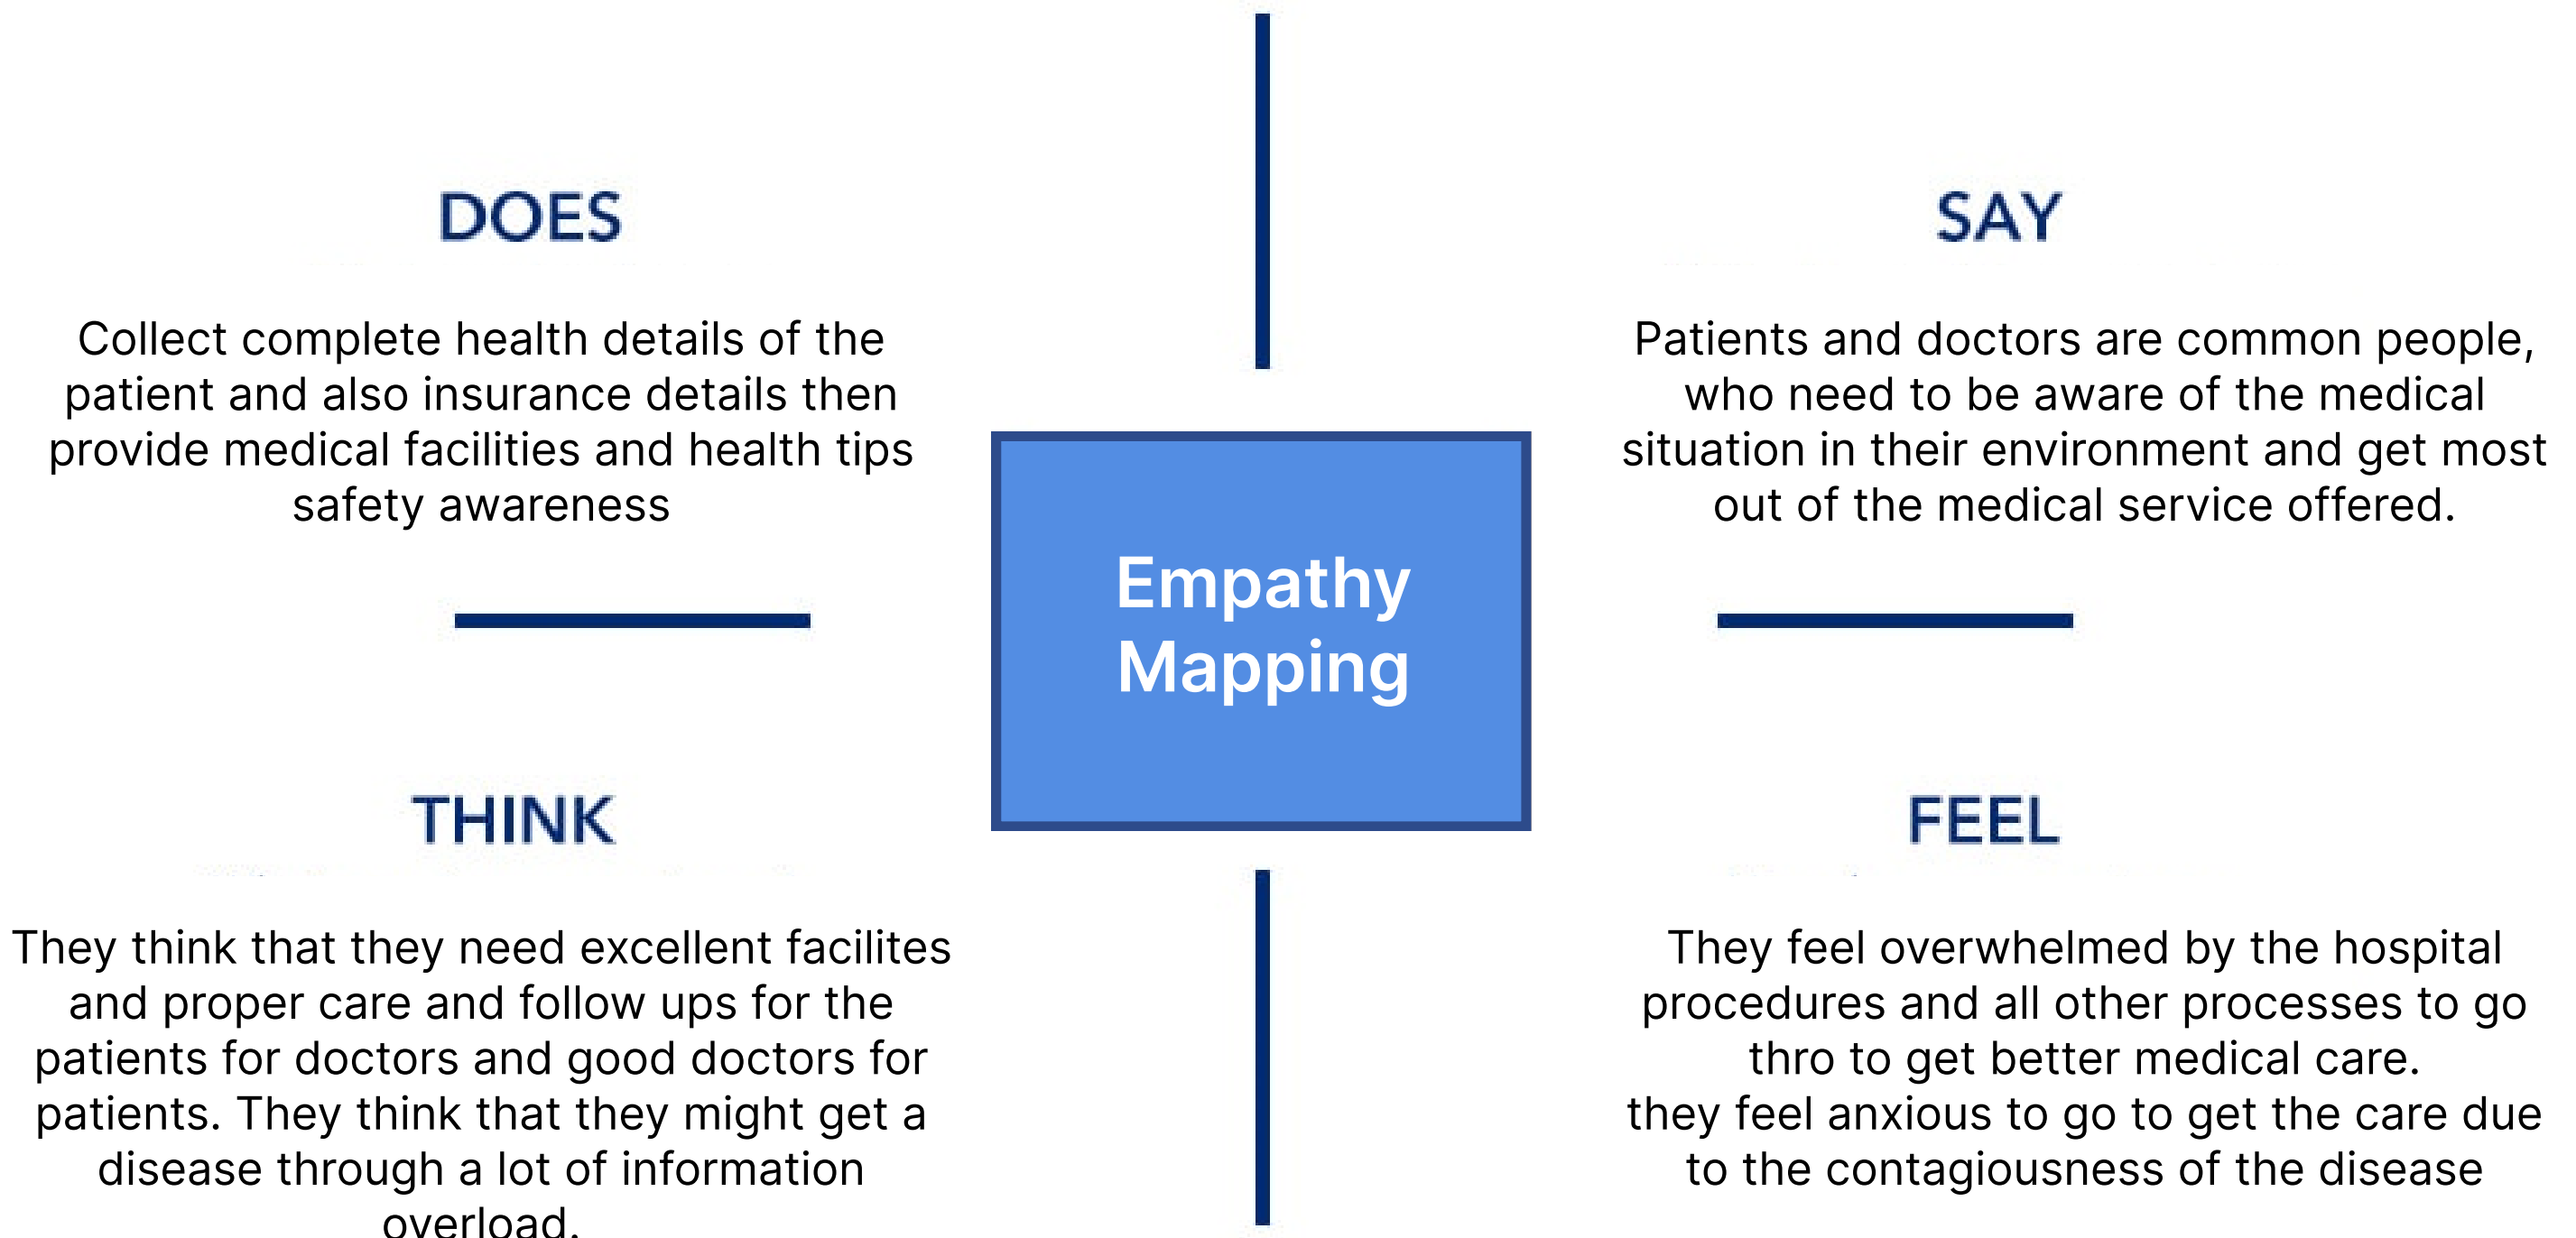 DOES
Collect complete health details of the
patient and also insurance details then
provide medical facilities and health tips
safety awareness
SAY
Patients and doctors are common people,
who need to be aware of the medical
situation in their environment and get most
out of the medical service offered.
Empathy
Mapping
THINK
They think that they need excellent facilites
and proper care and follow ups for the
patients for doctors and good doctors for
patients. They think that they might get a
disease through a lot of information
overload.
FEEL
They feel overwhelmed by the hospital
procedures and all other processes to go
thro to get better medical care.
they feel anxious to go to get the care due
to the contagiousness of the disease